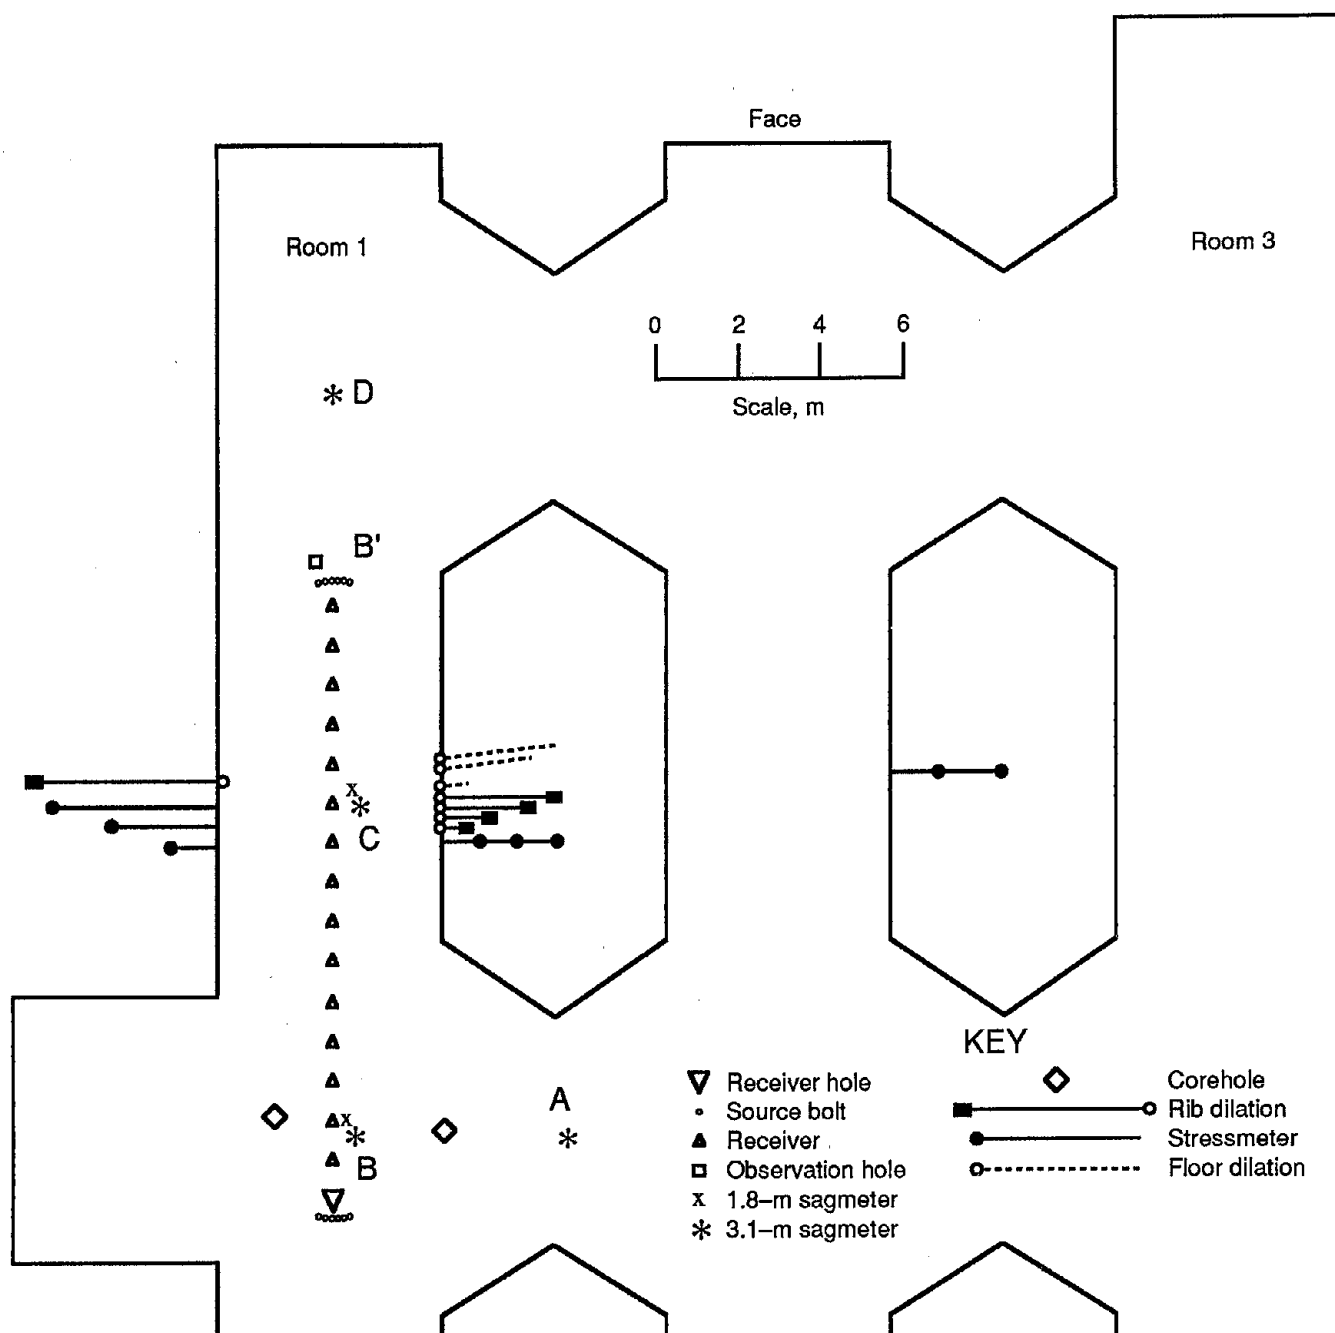 Face
Room 1
Room 3
0 2 4 6
Scale, m
D
B'
x
C
KEY
A
x
B
Receiver hole
Source bolt
Receiver
Observation hole
x 1.8-m sagmeter
3.1-m sagmeter
Corehole
Rib dilation
Stressmeter
Floor dilation